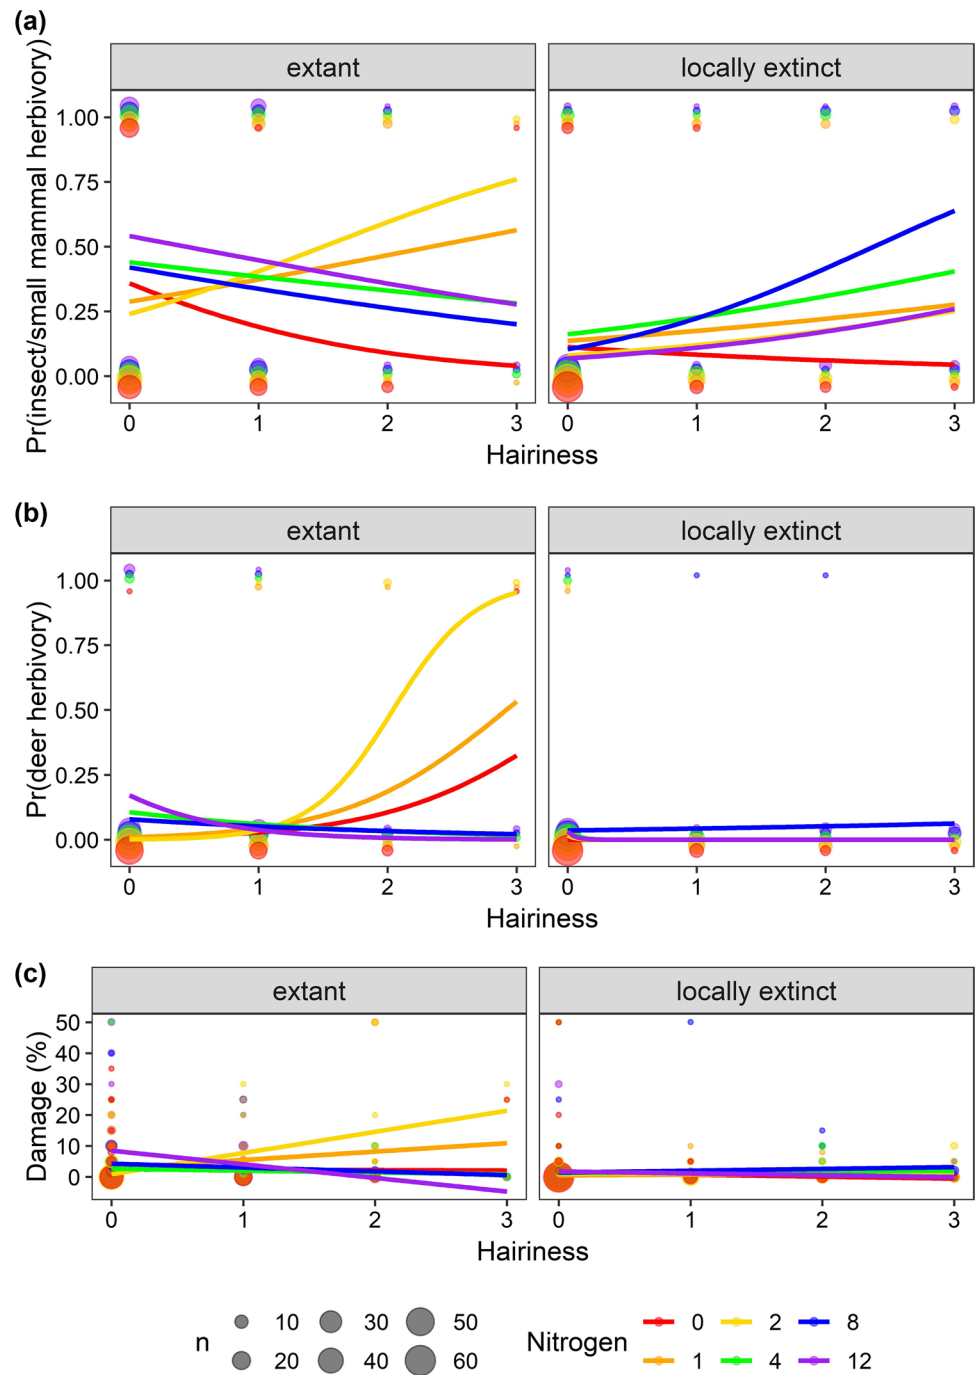 (a)
extant
locally extinct
Pr(insect/small mammal herbivory)
1.00
0.75
0.50
0.25
0.00
0 1 2 3
0 1 2 3
Hairiness
Hairiness
(b)
extant
locally extinct
Pr(deer herbivory)
1.00
0.75
0.50
0.25
0.00
0 1 2 3
0 1 2 3
Hairiness
Hairiness
(c)
extant
locally extinct
Damage (%)
50
40
30
20
10
0
0 1 2 3
0 1 2 3
Hairiness
Hairiness
n
10 30 50
20 40 60
Nitrogen
0 2 8
1 4 12